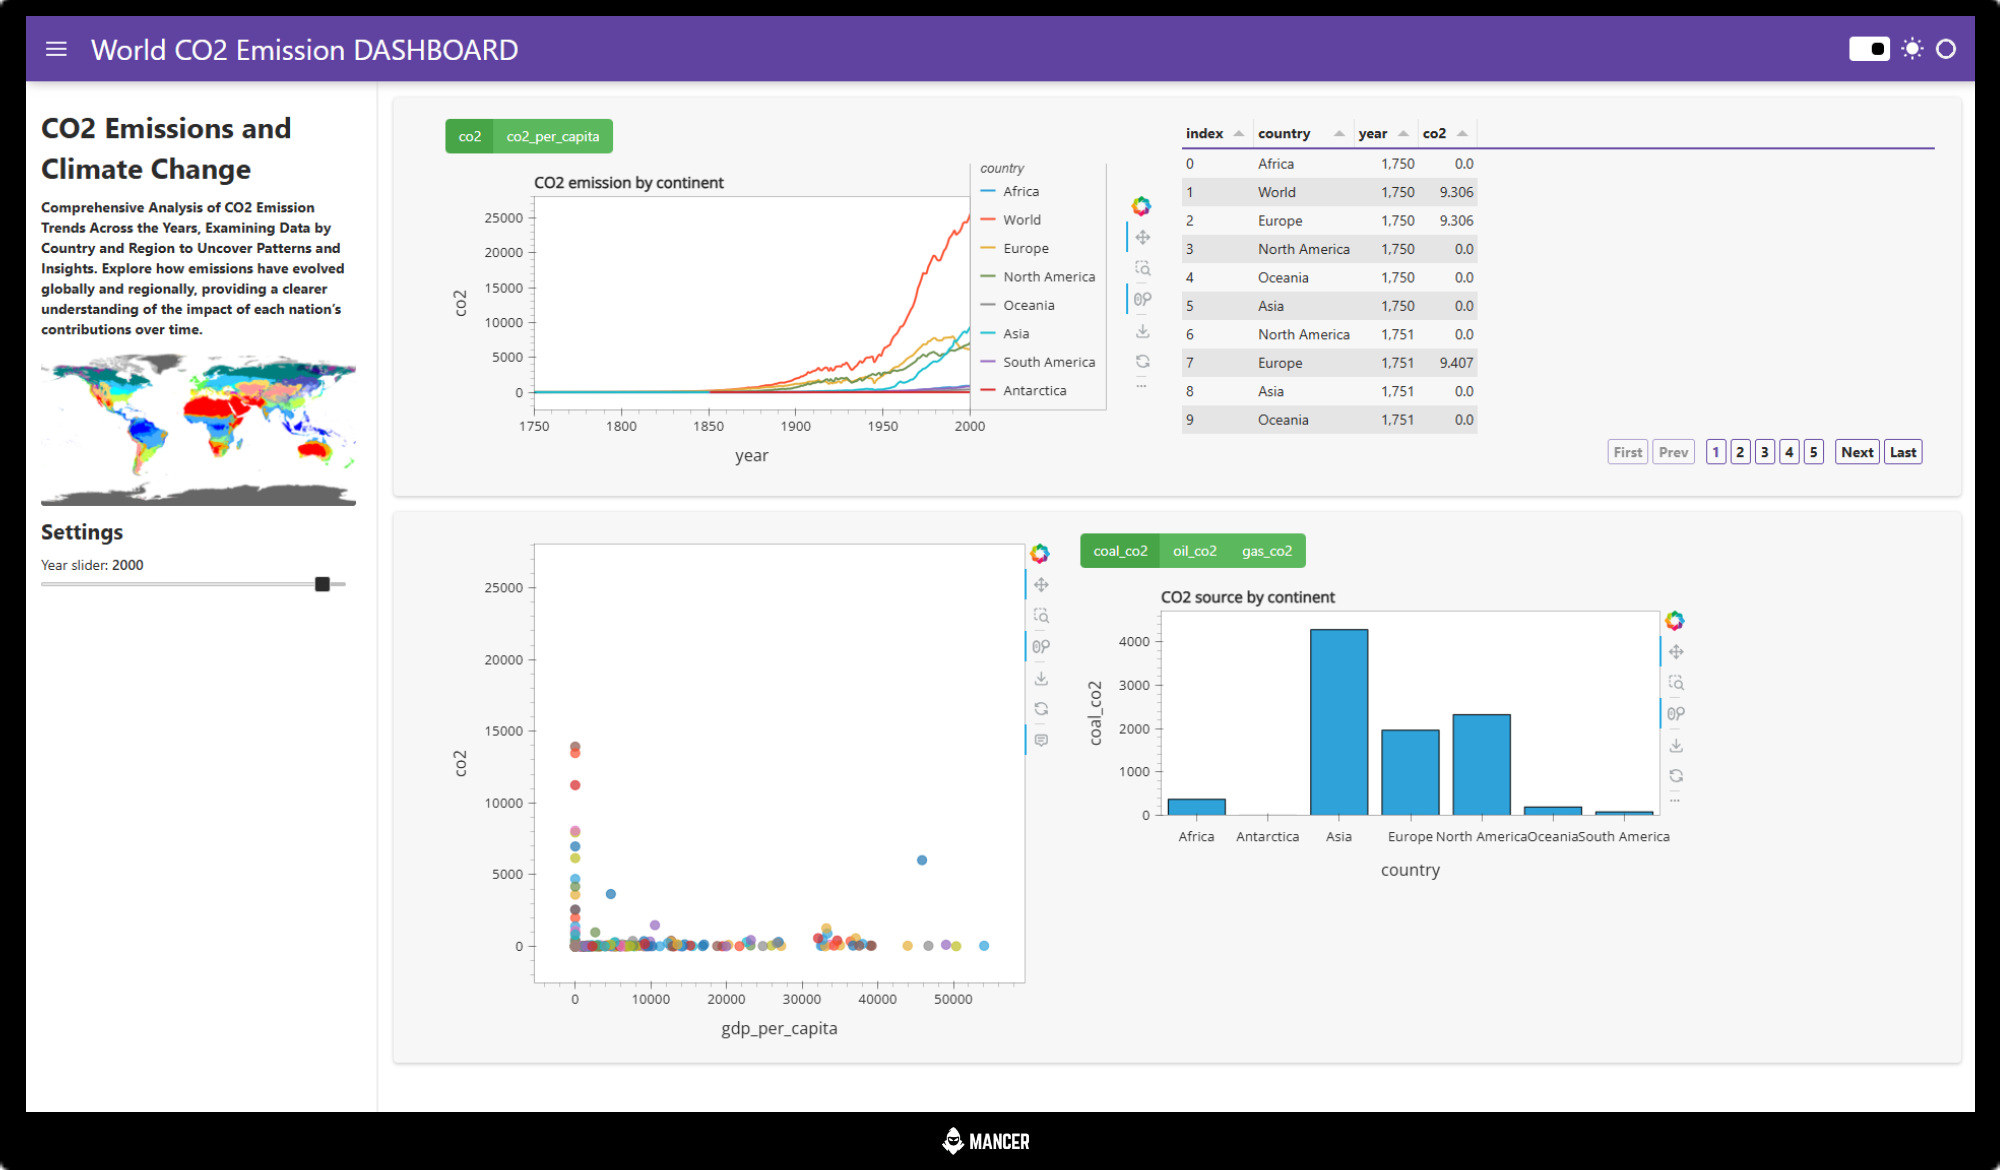 World CO2 Emission DASHBOARD
CO2 Emissions and
Climate Change
Comprehensive Analysis of CO2 Emission
Trends Across the Years, Examining Data by
Country and Region to Uncover Patterns and
Insights. Explore how emissions have evolved
globally and regionally, providing a clearer
understanding of the impact of each nation's
contributions over time.
Settings
Year slider: 2000
co2 co2_per_capita
CO2 emission by continent
country
Africa
World
Europe
North America
Oceania
Asia
South America
Antarctica
co2
25000
20000
15000
10000
5000
0
1750 1800 1850 1900 1950 2000
year
index country year co2
0 Africa 1,750 0.0
1 World 1,750 9.306
2 Europe 1,750 9.306
3 North America 1,750 0.0
4 Oceania 1,750 0.0
5 Asia 1,750 0.0
6 North America 1,751 0.0
7 Europe 1,751 9.407
8 Asia 1,751 0.0
9 Oceania 1,751 0.0
First Prev 1 2 3 4 5 Next Last
co2
25000
20000
15000
10000
5000
0
0 10000 20000 30000 40000 50000
gdp_per_capita
coal_co2 oil_co2 gas_co2
CO2 source by continent
coal_co2
4000
3000
2000
1000
0
Africa Antarctica Asia Europe North America Oceania South America
country
MANCER